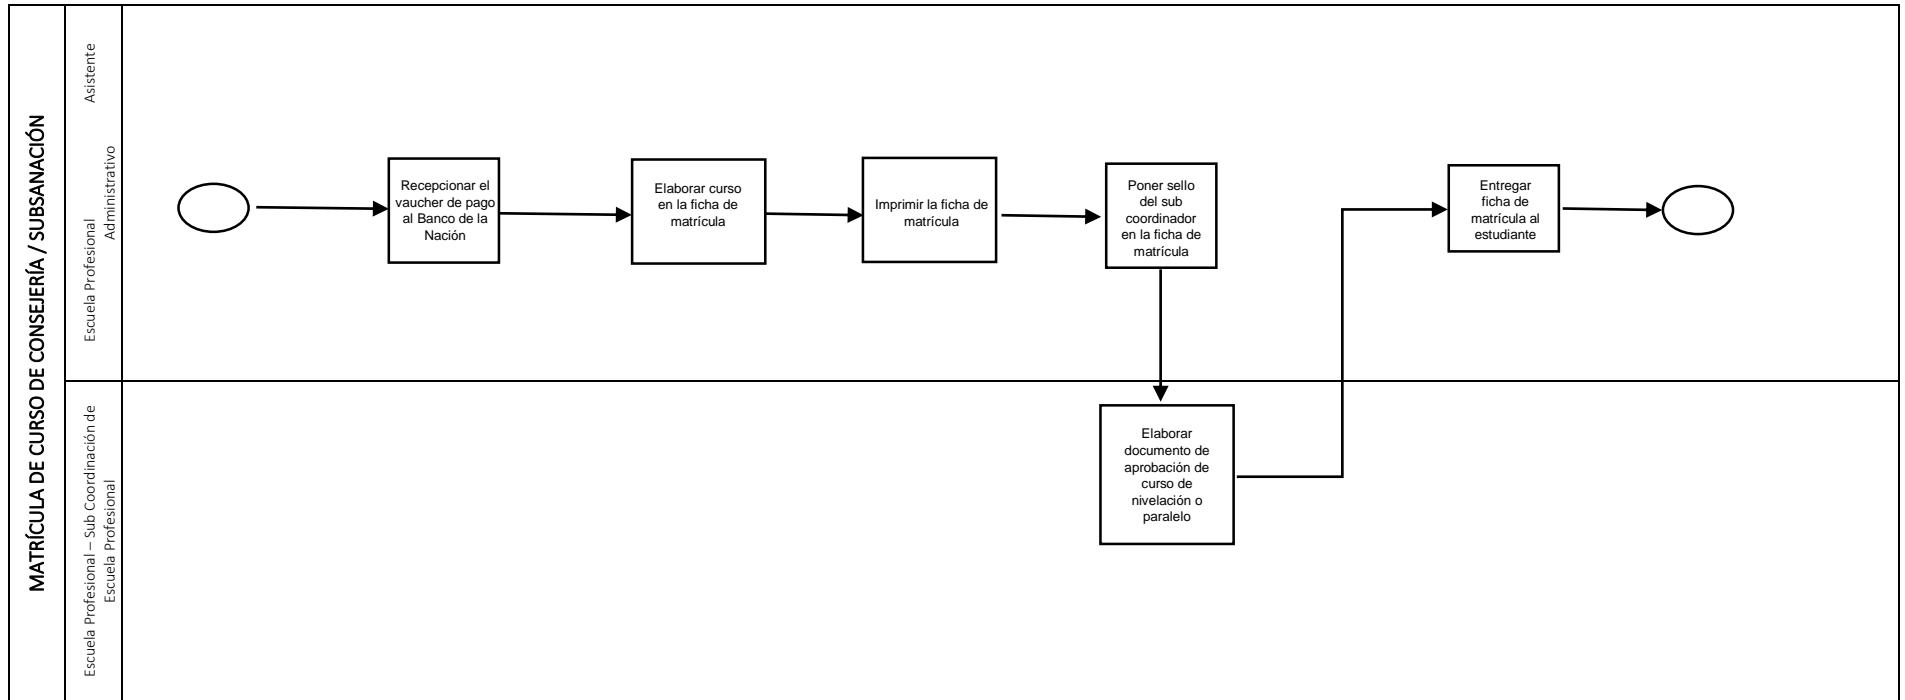 MATRÍCULA DE CURSO DE CONSEJERÍA / SUBSANACIÓN
Escuela Profesional Asistente
Administrativo
Recepcionar el
vaucher de pago
al Banco de la
Nación
Elaborar curso
en la ficha de
matrícula
Imprimir la ficha de
matrícula
Poner sello
del sub
coordinador
en la ficha de
matrícula
Entregar
ficha de
matrícula al
estudiante
Escuela Profesional – Sub Coordinación de
Escuela Profesional
Elaborar
documento de
aprobación de
curso de
nivelación o
paralelo